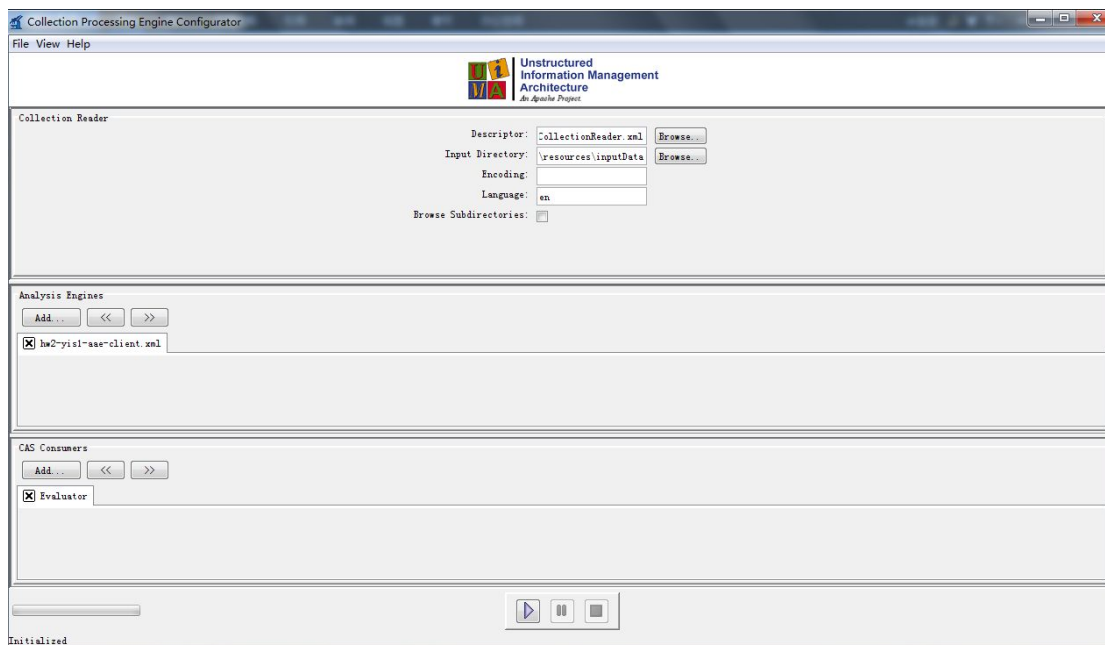 Collection Processing Engine Configurator
File View Help
UIMA
Unstructured
Information Management
Architecture
An Apache Project
Collection Reader
Descriptor: CollectionReader.xml Browse..
Input Directory: \resources\inputData Browse..
Encoding:
Language: en
Browse Subdirectories:
Analysis Engines
Add... << >>
hw2-yis1-aae-client.xml
CAS Consumers
Add... << >>
Evaluator
Initialized